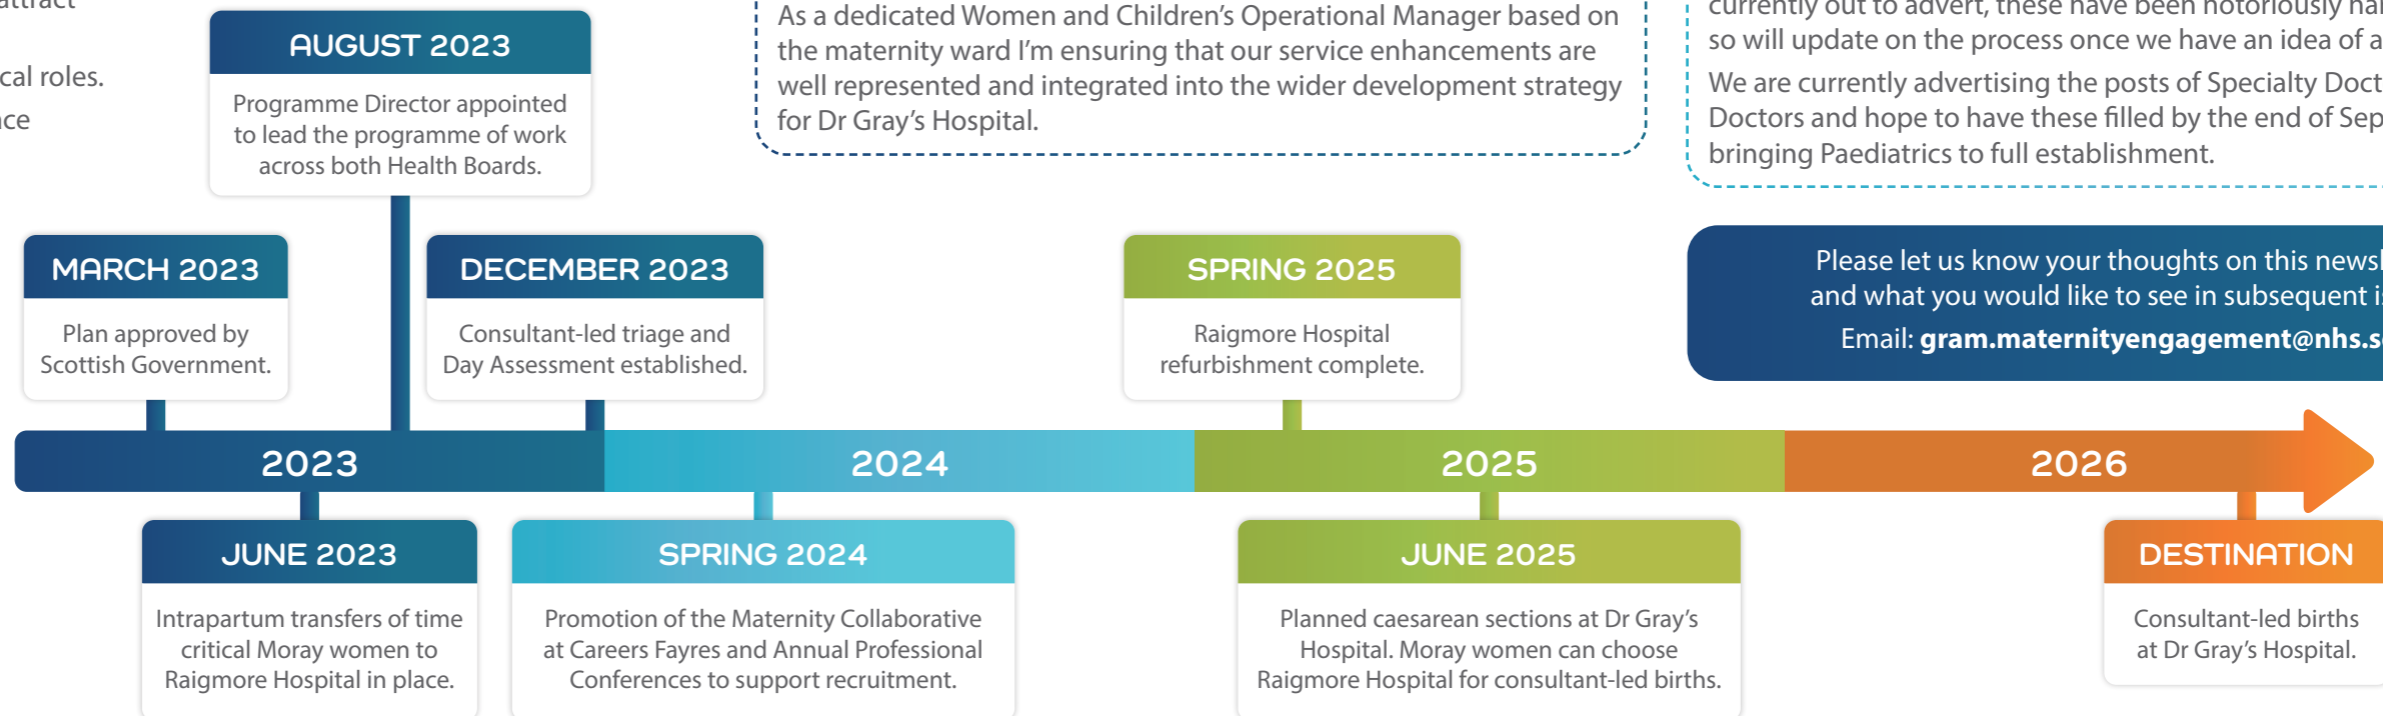 attract
cal roles.
AUGUST 2023
Programme Director appointed
to lead the programme of work
across both Health Boards.
As a dedicated Women and Children’s Operational Manager based on
the maternity ward I’m ensuring that our service enhancements are
well represented and integrated into the wider development strategy
for Dr Gray’s Hospital.
currently out to advert, these have been notoriously
so will update on the process once we have an idea of a
We are currently advertising the posts of Specialty
Doctors and hope to have these filled by the end of
bringing Paediatrics to full establishment.
MARCH 2023
Plan approved by
Scottish Government.
DECEMBER 2023
Consultant-led triage and
Day Assessment established.
SPRING 2025
Raigmore Hospital
refurbishment complete.
Please let us know your thoughts on this
and what you would like to see in subsequent
Email: gram.maternityengagement@nhs.s
2023
2024
2025
2026
JUNE 2023
Intrapartum transfers of time
critical Moray women to
Raigmore Hospital in place.
SPRING 2024
Promotion of the Maternity Collaborative
at Careers Fayres and Annual Professional
Conferences to support recruitment.
JUNE 2025
Planned caesarean sections at Dr Gray’s
Hospital. Moray women can choose
Raigmore Hospital for consultant-led births.
DESTINATION
Consultant-led births
at Dr Gray’s Hospital.